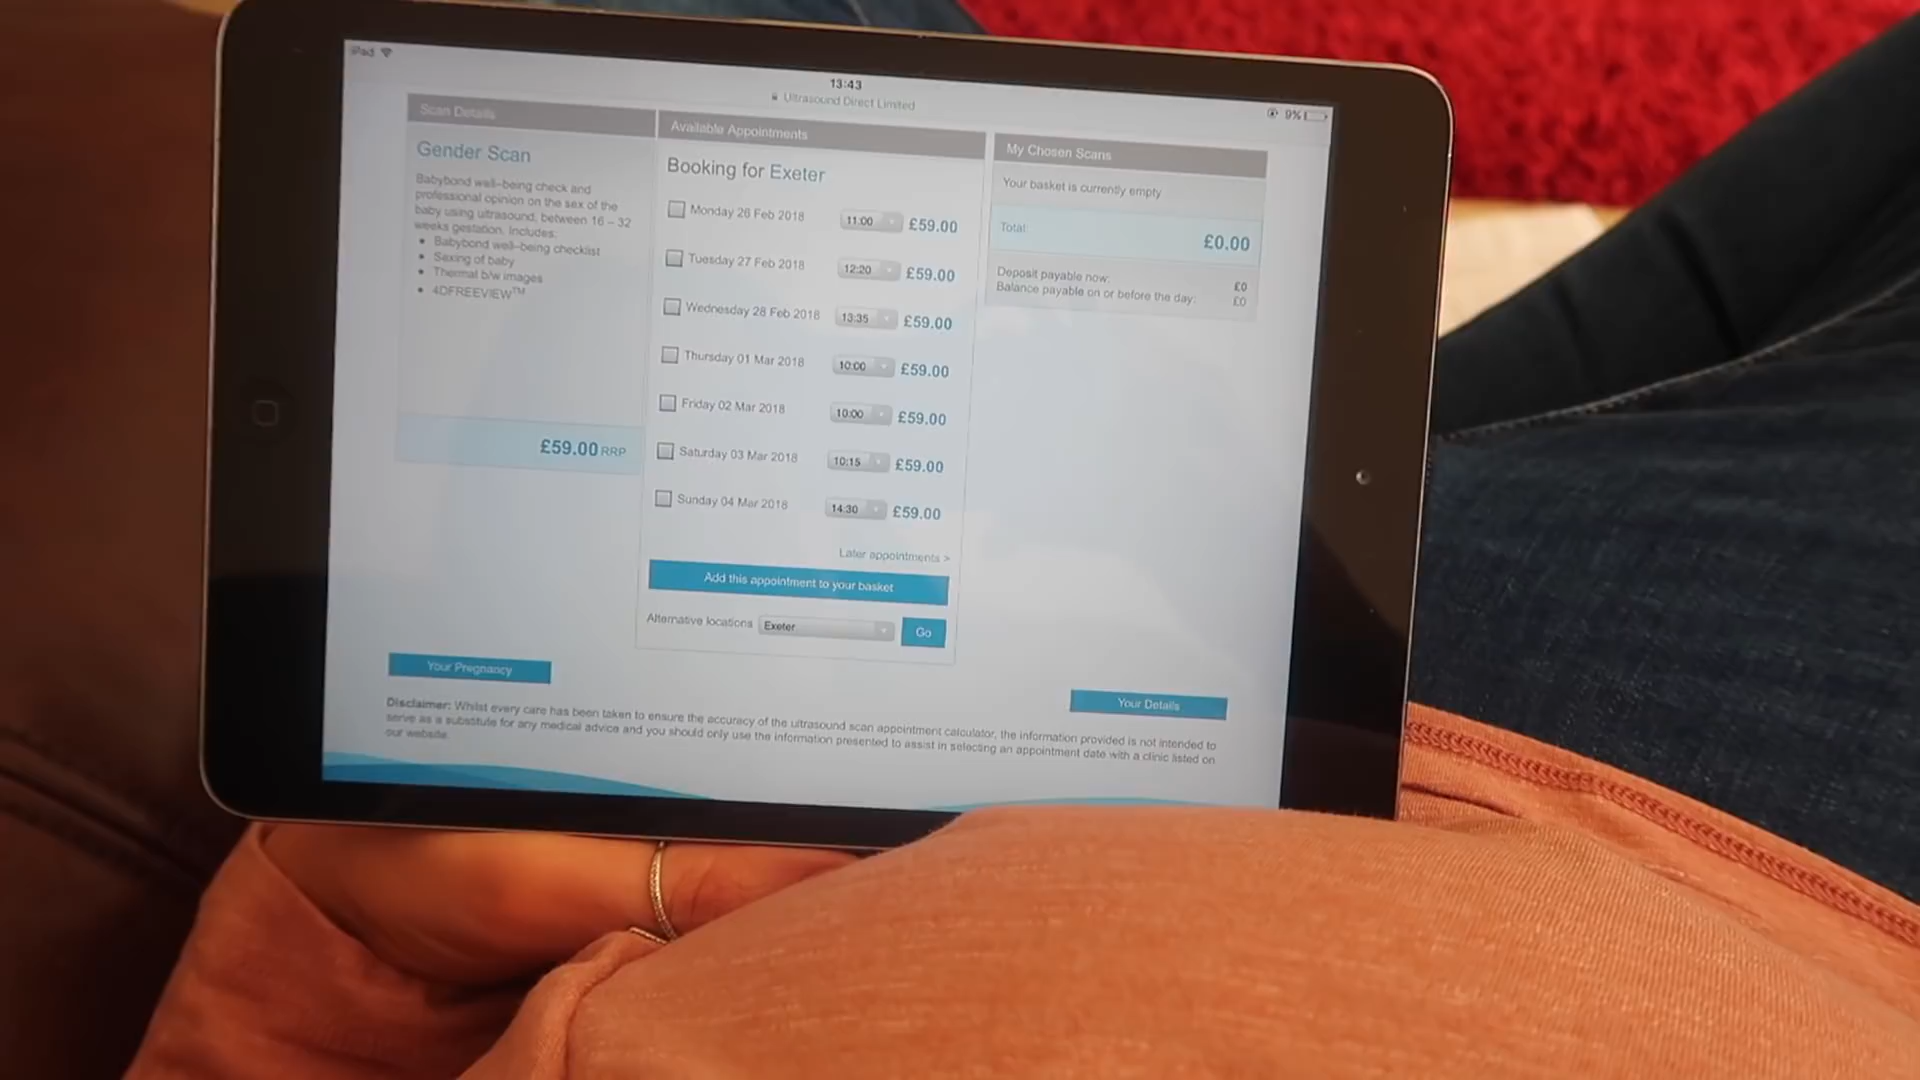 iPad
13:43
Ultrasound Direct Limited
9%
Scan Details
Gender Scan
Babybond well-being check and
professional opinion on the sex of the
baby using ultrasound, between 16 – 32
weeks gestation. Includes:
• Babybond well-being checklist
• Sexing of baby
• Thermal b/w images
• 4DFREEVIEW™
£59.00 RRP
Available Appointments
Booking for Exeter
Monday 26 Feb 2018 11:00 £59.00
Tuesday 27 Feb 2018 12:20 £59.00
Wednesday 28 Feb 2018 13:35 £59.00
Thursday 01 Mar 2018 10:00 £59.00
Friday 02 Mar 2018 10:00 £59.00
Saturday 03 Mar 2018 10:15 £59.00
Sunday 04 Mar 2018 14:30 £59.00
Later appointments >
Add this appointment to your basket
Alternative locations Exeter Go
My Chosen Scans
Your basket is currently empty
Total: £0.00
Deposit payable now: £0
Balance payable on or before the day: £0
Your Pregnancy
Your Details
Disclaimer: Whilst every care has been taken to ensure the accuracy of the ultrasound scan appointment calculator, the information provided is not intended to
serve as a substitute for any medical advice and you should only use the information presented to assist in selecting an appointment date with a clinic listed on
our website.